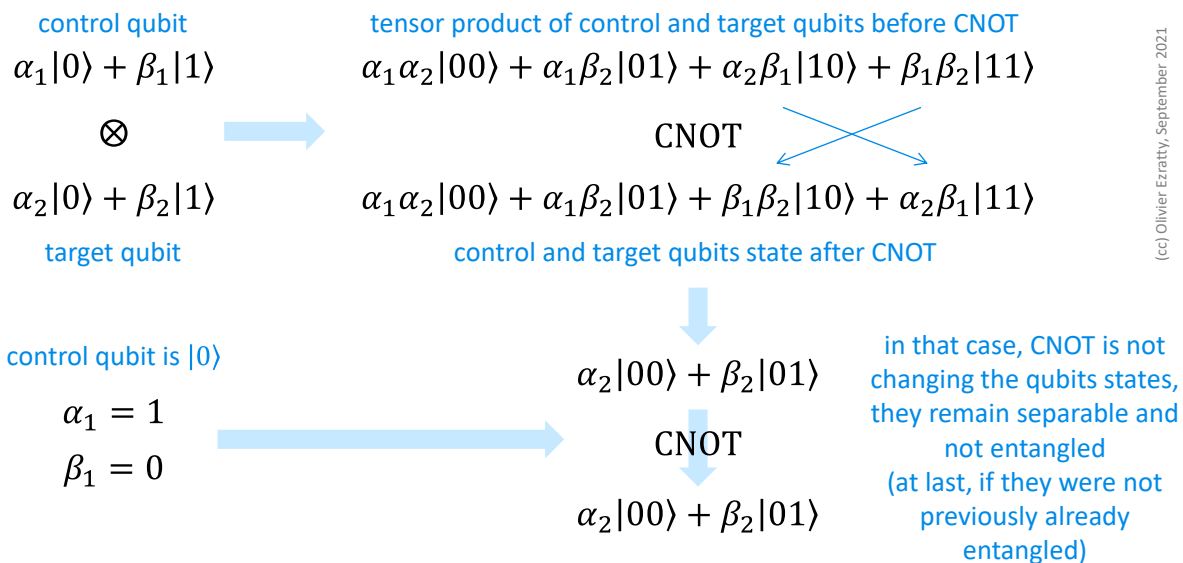 control qubit
α₁|0⟩ + β₁|1⟩
⊗
α₂|0⟩ + β₂|1⟩
target qubit
tensor product of control and target qubits before CNOT
α₁α₂|00⟩ + α₁β₂|01⟩ + α₂β₁|10⟩ + β₁β₂|11⟩
CNOT
α₁α₂|00⟩ + α₁β₂|01⟩ + β₁β₂|10⟩ + α₂β₁|11⟩
control and target qubits state after CNOT
(cc) Olivier Ezratty, September 2021
control qubit is |0⟩
α₁ = 1
β₁ = 0
α₂|00⟩ + β₂|01⟩
CNOT
α₂|00⟩ + β₂|01⟩
in that case, CNOT is not
changing the qubits states,
they remain separable and
not entangled
(at last, if they were not
previously already
entangled)